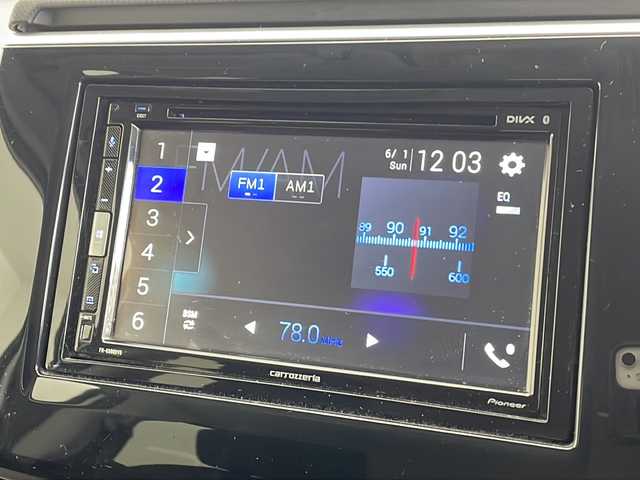 DIVX
EJECT
FM/AM
6/ 1
Sun
12 03
1
2
3
4
5
6
FM1
AM1
EQ
89 90 91 92
550 600
BSM
78.0 MHz
carrozzeria
Pioneer